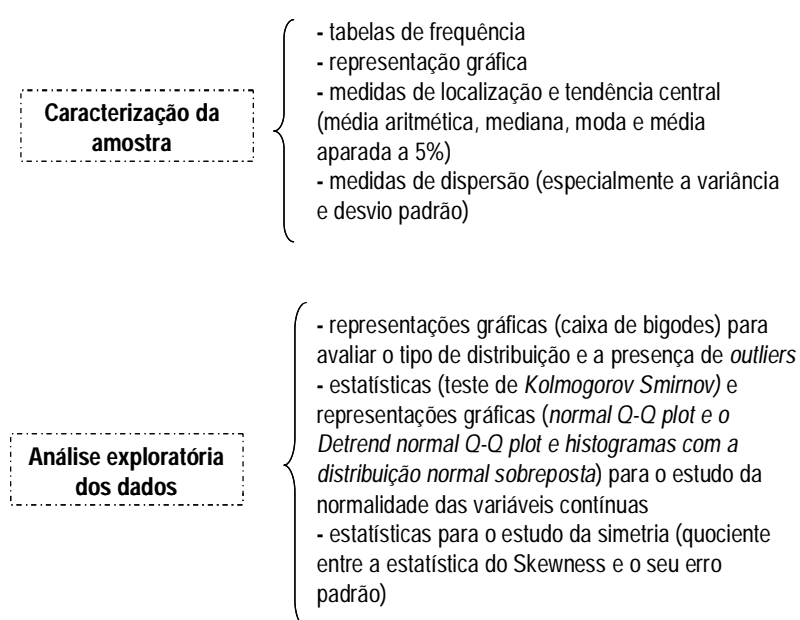 Caracterização da
amostra
- tabelas de frequência
- representação gráfica
- medidas de localização e tendência central
(média aritmética, mediana, moda e média
aparada a 5%)
- medidas de dispersão (especialmente a variância
e desvio padrão)
Análise exploratória
dos dados
- representações gráficas (caixa de bigodes) para
avaliar o tipo de distribuição e a presença de outliers
- estatísticas (teste de Kolmogorov Smirnov) e
representações gráficas (normal Q-Q plot e o
Detrend normal Q-Q plot e histogramas com a
distribuição normal sobreposta) para o estudo da
normalidade das variáveis contínuas
- estatísticas para o estudo da simetria (quociente
entre a estatística do Skewness e o seu erro
padrão)